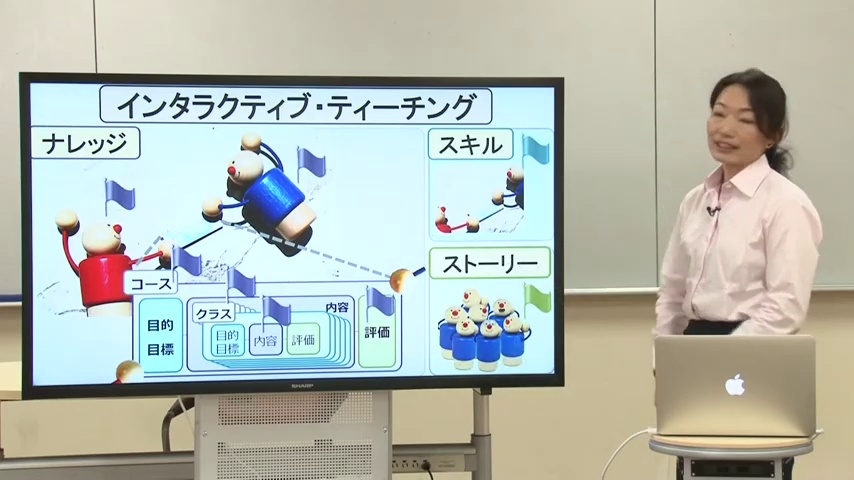 インタラクティブ・ティーチング
ナレッジ
スキル
コース
クラス
内容
目的
目標
目的
目標
内容
評価
評価
ストーリー
SHARP